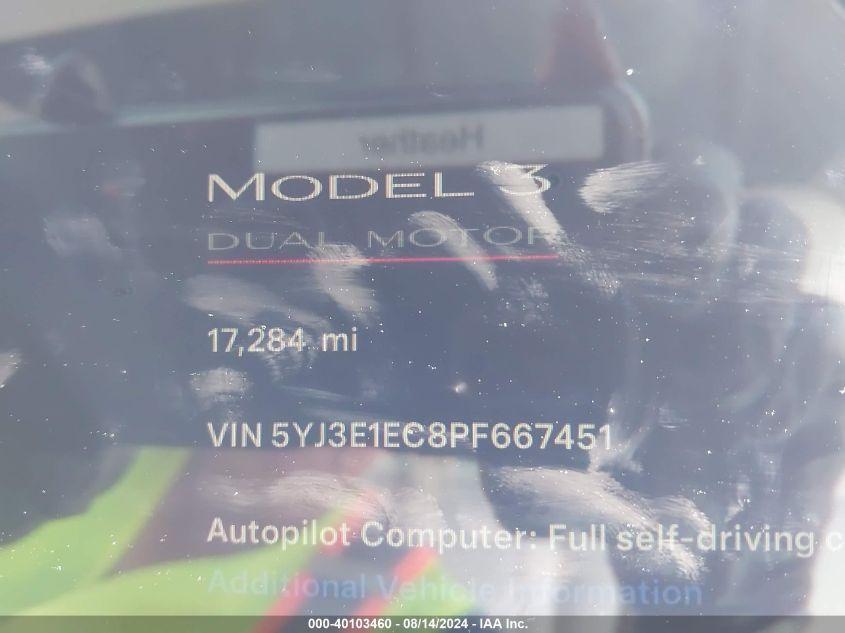 Heather
MODEL 3
DUAL MOTOR
17,284 mi
VIN 5YJ3E1EC8PF667451
Autopilot Computer: Full self-driving c
Additional Vehicle Information
000-40103460 - 08/14/2024 - IAA Inc.